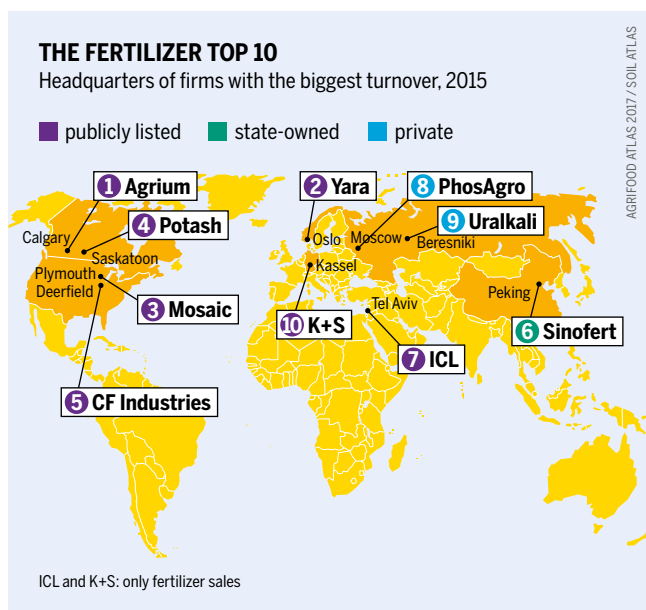 THE FERTILIZER TOP 10
Headquarters of firms with the biggest turnover, 2015
publicly listed
state-owned
private
AGRIFOOD ATLAS 2017 / SOIL ATLAS
1 Agrium
2 Yara
8 PhosAgro
4 Potash
9 Uralkali
Calgary
Oslo
Moscow
Beresniki
Saskatoon
Kassel
Plymouth
Deerfield
Peking
3 Mosaic
Tel Aviv
10 K+S
6 Sinofert
7 ICL
5 CF Industries
ICL and K+S: only fertilizer sales